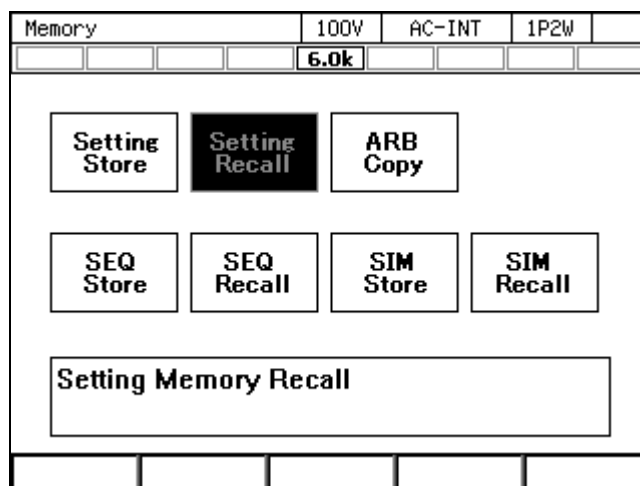 Memory 100V AC-INT 1P2W
6.0k
Setting Setting ARB
Store Recall Copy
SEQ SEQ SIM SIM
Store Recall Store Recall
Setting Memory Recall